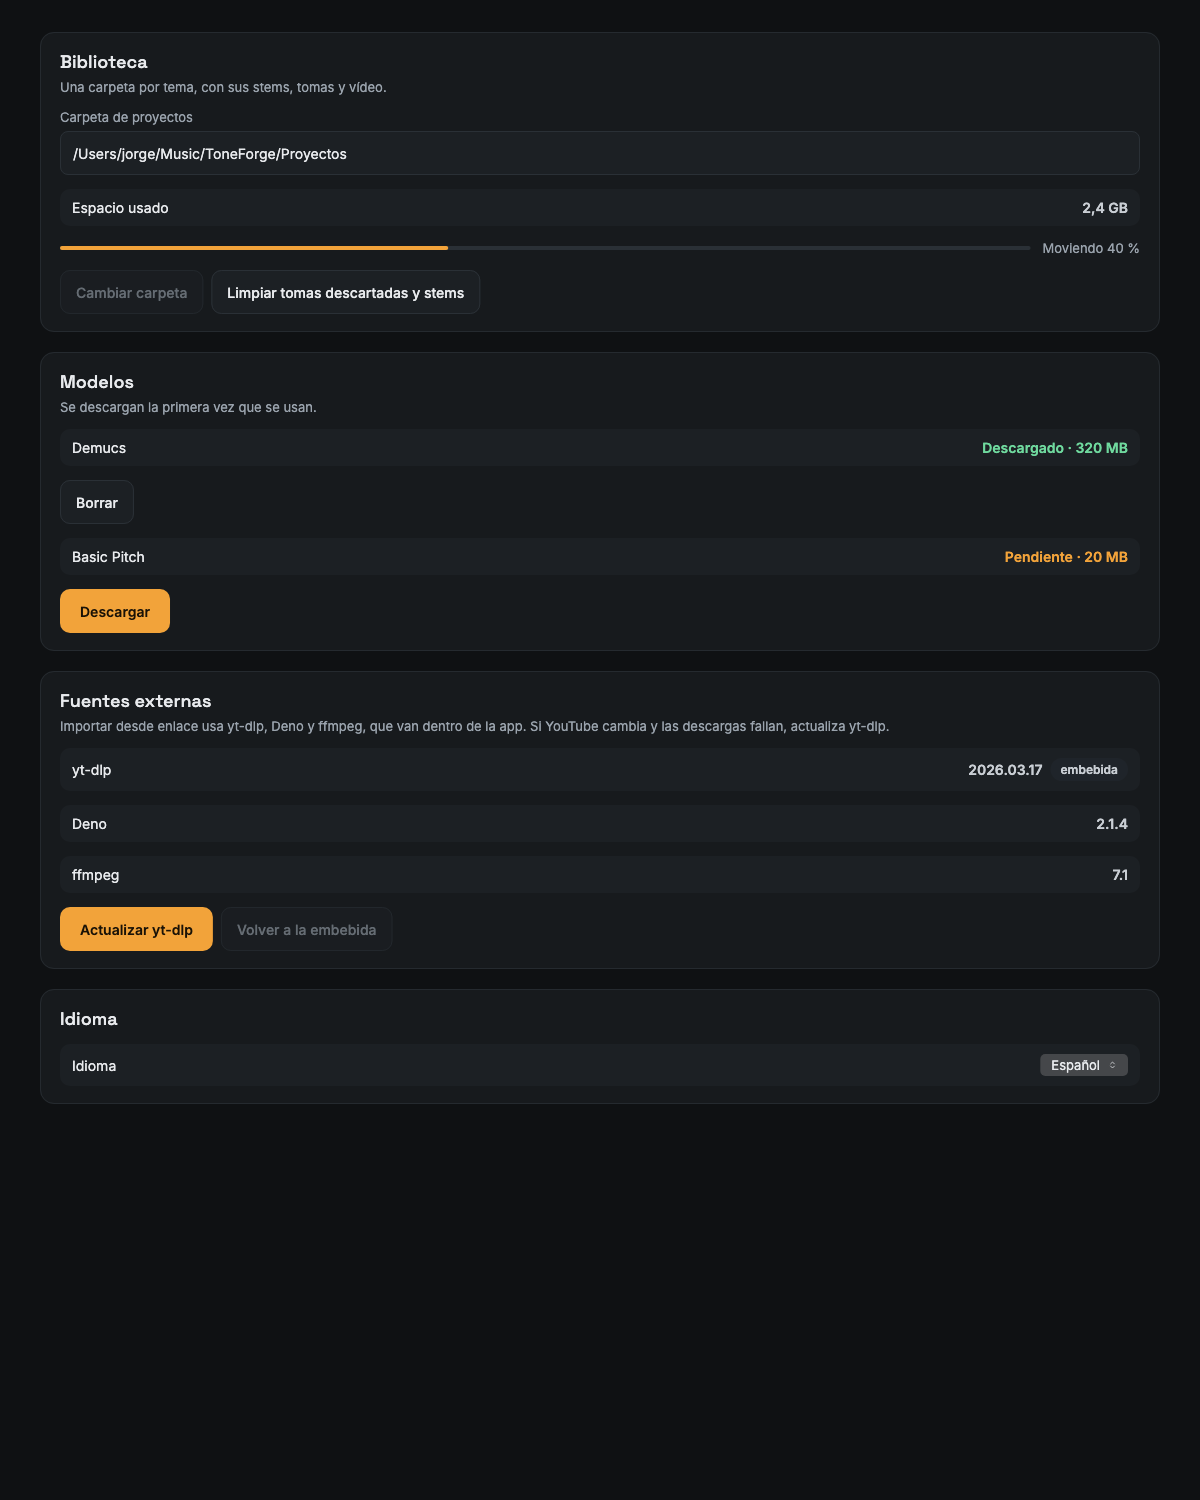 Biblioteca
Una carpeta por tema, con sus stems, tomas y vídeo.
Carpeta de proyectos
/Users/jorge/Music/ToneForge/Proyectos
Espacio usado 2,4 GB
Moviendo 40 %
Cambiar carpeta Limpiar tomas descartadas y stems
Modelos
Se descargan la primera vez que se usan.
Demucs Descargado · 320 MB
Borrar
Basic Pitch Pendiente · 20 MB
Descargar
Fuentes externas
Importar desde enlace usa yt-dlp, Deno y ffmpeg, que van dentro de la app. Si YouTube cambia y las descargas fallan, actualiza yt-dlp.
yt-dlp 2026.03.17 embebida
Deno 2.1.4
ffmpeg 7.1
Actualizar yt-dlp Volver a la embebida
Idioma
Idioma Español